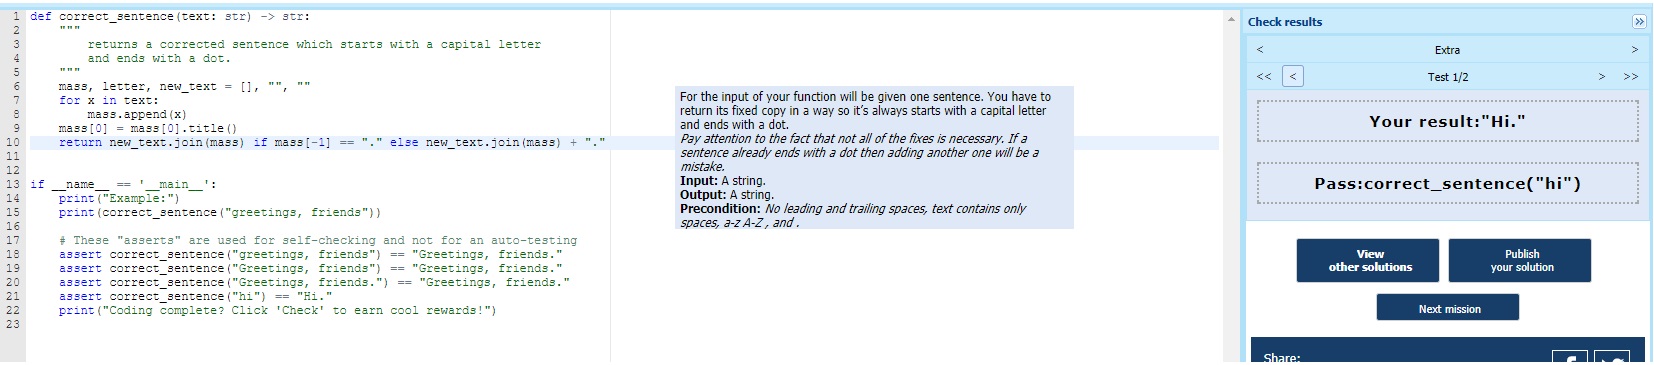 1 def correct_sentence(text: str) -> str:
2 """
3 returns a corrected sentence which starts with a capital letter
4 and ends with a dot.
5 """
6 mass, letter, new_text = [], "", ""
7 for x in text:
8 mass.append(x)
9 mass[0] = mass[0].title()
10 return new_text.join(mass) if mass[-1] == "." else new_text.join(mass) + "."
11
12
13 if __name__ == '__main__':
14 print("Example:")
15 print(correct_sentence("greetings, friends"))
16
17 # These "asserts" are used for self-checking and not for an auto-testing
18 assert correct_sentence("greetings, friends") == "Greetings, friends."
19 assert correct_sentence("Greetings, friends") == "Greetings, friends."
20 assert correct_sentence("Greetings, friends.") == "Greetings, friends."
21 assert correct_sentence("hi") == "Hi."
22 print("Coding complete? Click 'Check' to earn cool rewards!")
23
For the input of your function will be given one sentence. You have to
return its fixed copy in a way so it's always starts with a capital letter
and ends with a dot.
Pay attention to the fact that not all of the fixes is necessary. If a
sentence already ends with a dot then adding another one will be a
mistake.
Input: A string.
Output: A string.
Precondition: No leading and trailing spaces, text contains only
spaces, a-z A-Z , and .
Check results »
< Extra >
<< < Test 1/2 > >>
Your result:"Hi."
Pass:correct_sentence("hi")
View
other solutions
Publish
your solution
Next mission
Share: